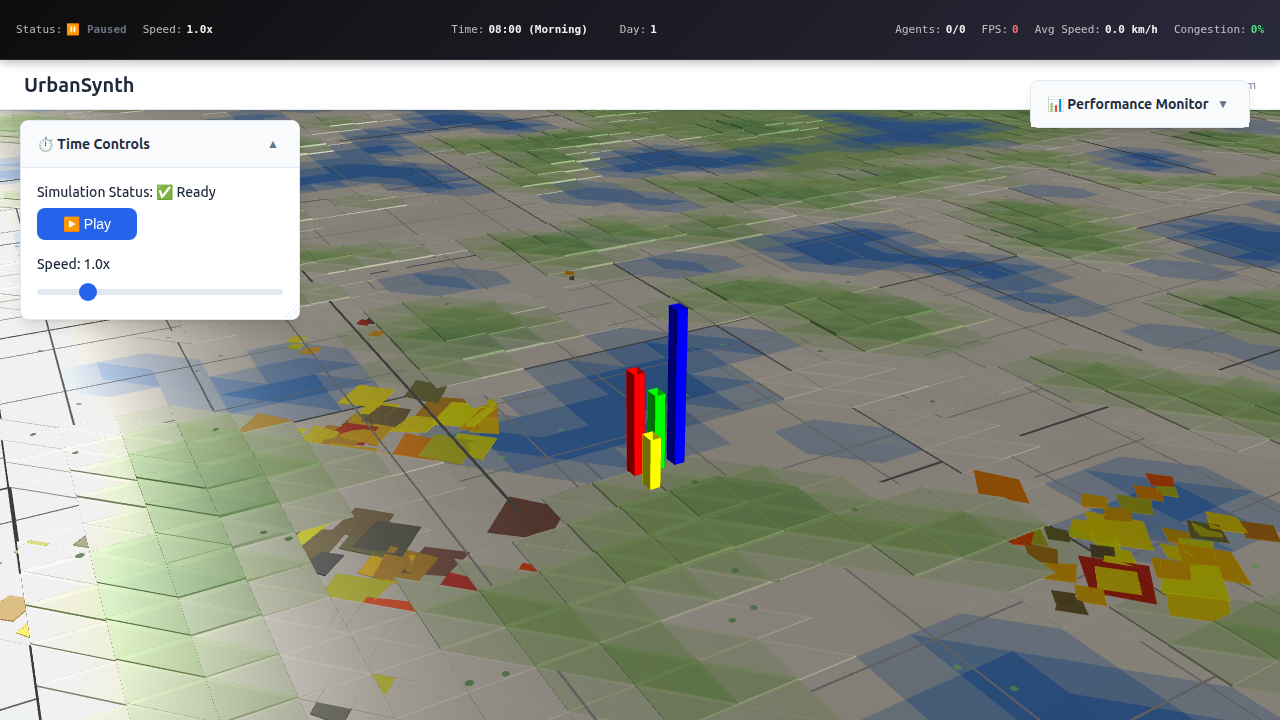 Status: ⏸️ Paused Speed: 1.0x Time: 08:00 (Morning) Day: 1 Agents: 0/0 FPS: 0 Avg Speed: 0.0 km/h Congestion: 0%
UrbanSynth
📊 Performance Monitor ▼
⏱️ Time Controls ▲
Simulation Status: ✅ Ready
▶️ Play
Speed: 1.0x